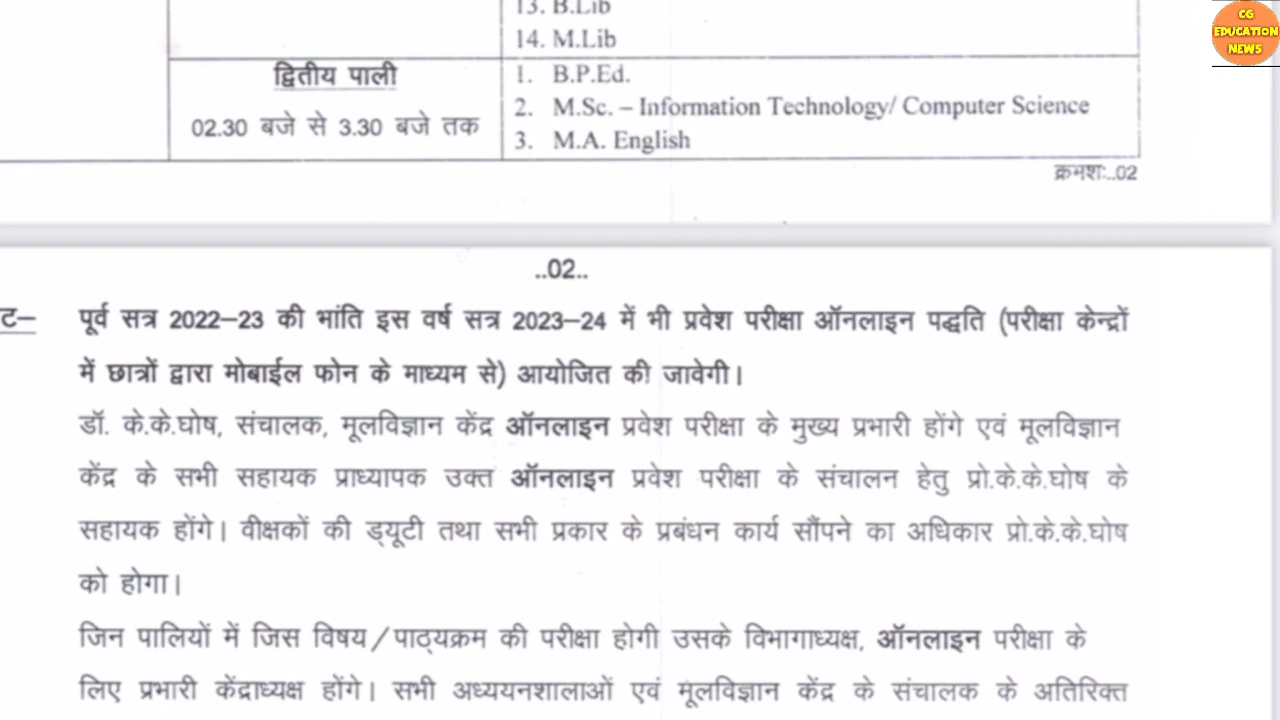 13. B.Lib
14. M.Lib
द्वितीय पाली
02.30 बजे से 3.30 बजे तक
1. B.P.Ed.
2. M.Sc. – Information Technology/ Computer Science
3. M.A. English
क्रमशः..02
..02..
ट– पूर्व सत्र 2022–23 की भांति इस वर्ष सत्र 2023–24 में भी प्रवेश परीक्षा ऑनलाइन पद्धति (परीक्षा केन्द्रों
में छात्रों द्वारा मोबाईल फोन के माध्यम से) आयोजित की जावेगी।
डॉ. के.के.घोष, संचालक, मूलविज्ञान केंद्र ऑनलाइन प्रवेश परीक्षा के मुख्य प्रभारी होंगे एवं मूलविज्ञान
केंद्र के सभी सहायक प्राध्यापक उक्त ऑनलाइन प्रवेश परीक्षा के संचालन हेतु प्रो.के.के.घोष के
सहायक होंगे। वीक्षकों की ड्यूटी तथा सभी प्रकार के प्रबंधन कार्य सौंपने का अधिकार प्रो.के.के.घोष
को होगा।
जिन पालियों में जिस विषय/पाठ्यक्रम की परीक्षा होगी उसके विभागाध्यक्ष, ऑनलाइन परीक्षा के
लिए प्रभारी केंद्राध्यक्ष होंगे। सभी अध्ययनशालाओं एवं मूलविज्ञान केंद्र के संचालक के अतिरिक्त
CG
EDUCATION
NEWS